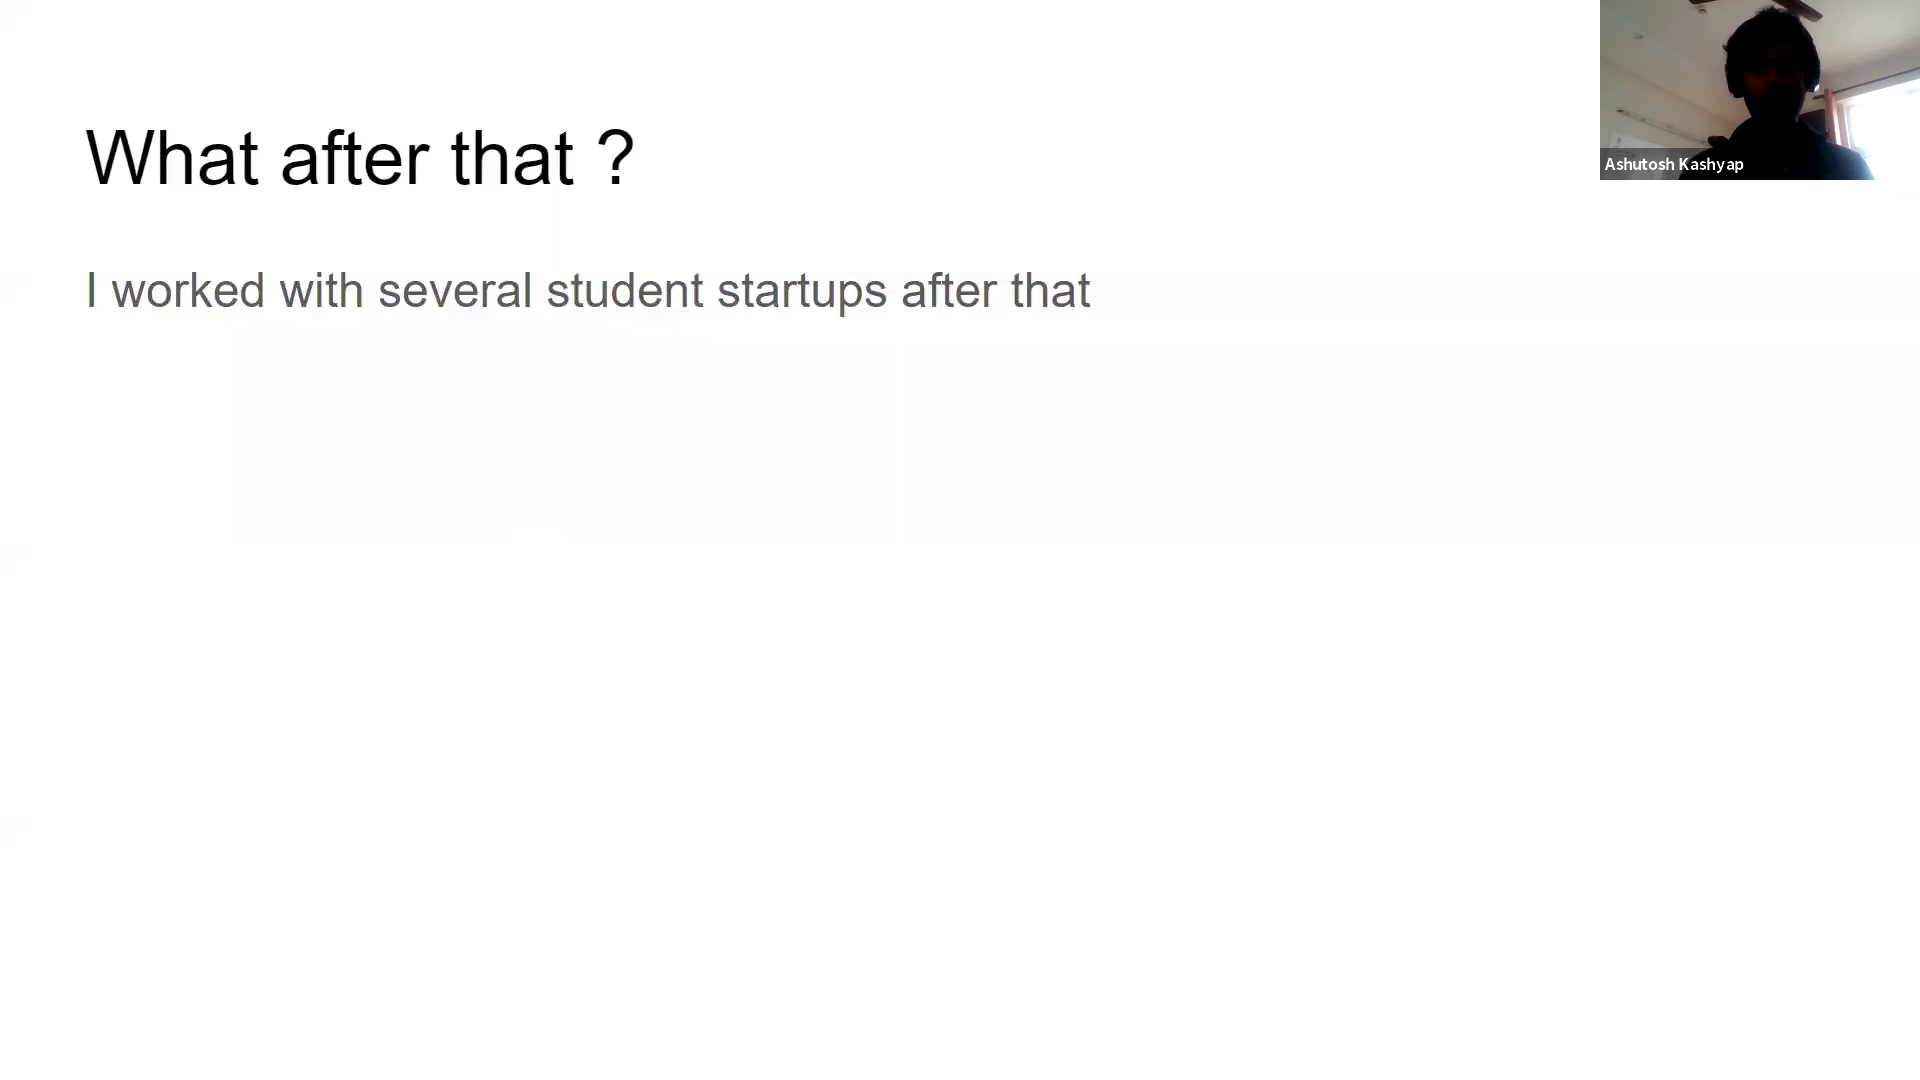 What after that ?
Ashutosh Kashyap
I worked with several student startups after that